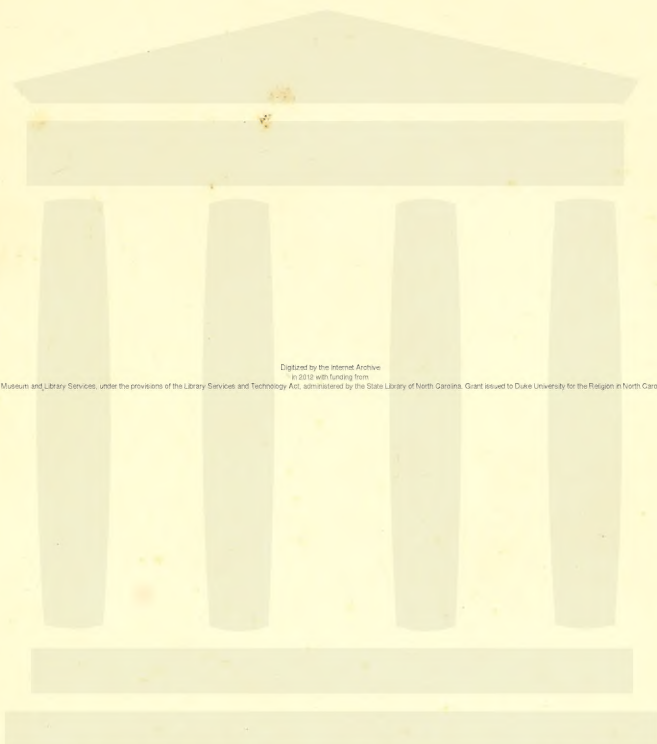 Digitized by the Internet Archive
in 2012 with funding from
Museum and Library Services, under the provisions of the Library Services and Technology Act, administered by the State Library of North Carolina. Grant issued to Duke University for the Religion in North